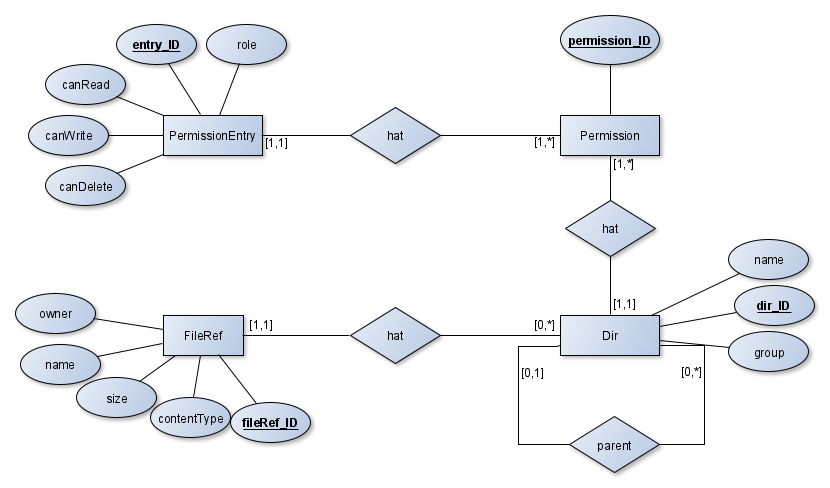 entry_ID
role
permission_ID
canRead
canWrite
PermissionEntry
[1,1]
hat
[1,*]
Permission
canDelete
[1,*]
hat
name
owner
[1,1]
[0,*]
[1,1]
dir_ID
FileRef
hat
Dir
name
group
[0,1]
[0,*]
size
contentType
fileRef_ID
parent